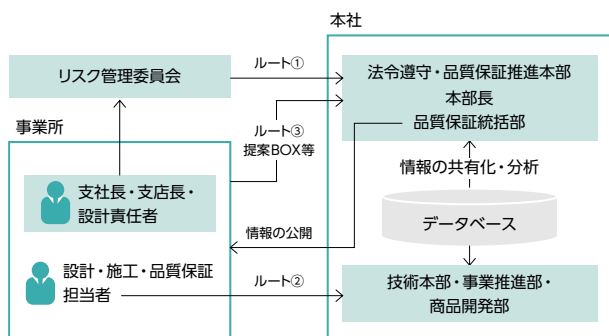 本社
リスク管理委員会
ルート①
法令遵守・品質保証推進本部
本部長
品質保証統括部
事業所
ルート③
提案BOX等
支社長・支店長・
設計責任者
情報の共有化・分析
データベース
情報の公開
設計・施工・品質保証
担当者
ルート②
技術本部・事業推進部・
商品開発部